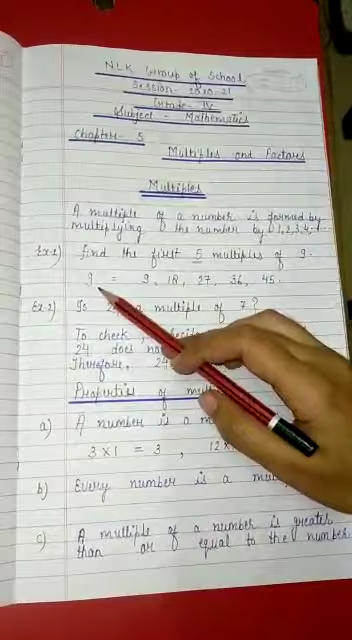 NLK Group of School
Session - 2020-21
Grade - IV
Subject - Mathematics
Chapter - 5
Multiples and Factors
Multiples
A multiple of a number is formed by
multiplying the number by 1,2,3,4,
Ex-1) Find the first 5 multiples of 9.
9 = 9, 18, 27, 36, 45.
Ex-2) Is 24 a multiple of 7?
To check,
24 does
Therefore, 24
Properties of
a) A number is a
3 x 1 = 3 , 12 x
b) Every number is a
c) A multiple of a number is greater
than or equal to the number